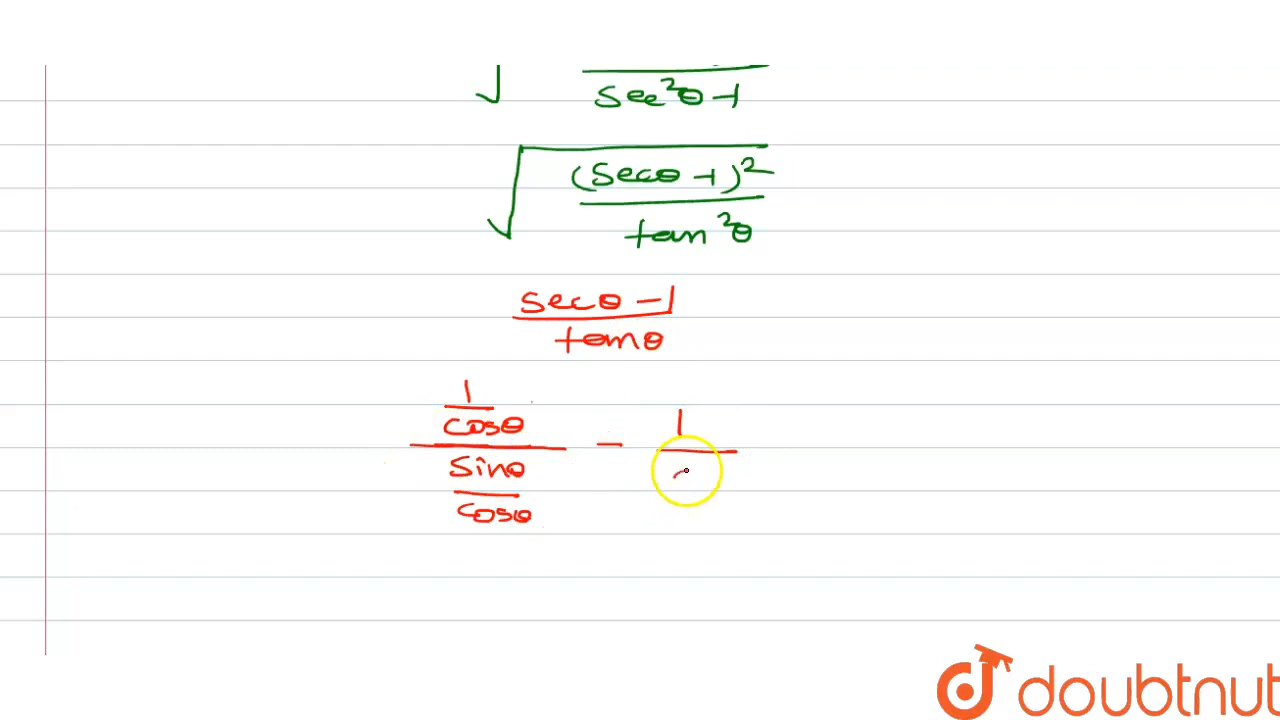 √ sec²θ-1
√ (secθ-1)²
tan²θ
secθ-1
tanθ
1 / cosθ
sinθ / cosθ - 1
doubtnut